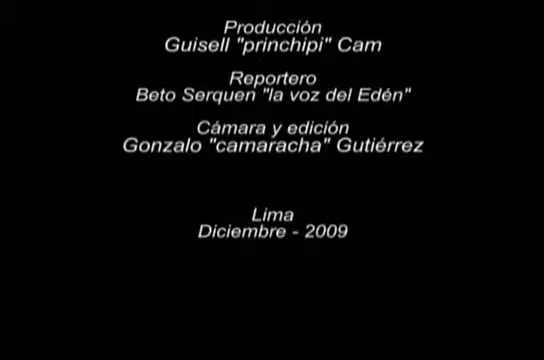 Producción
Guisell "princhipi" Cam
Reportero
Beto Serquen "la voz del Edén"
Cámara y edición
Gonzalo "camaracha" Gutiérrez
Lima
Diciembre - 2009